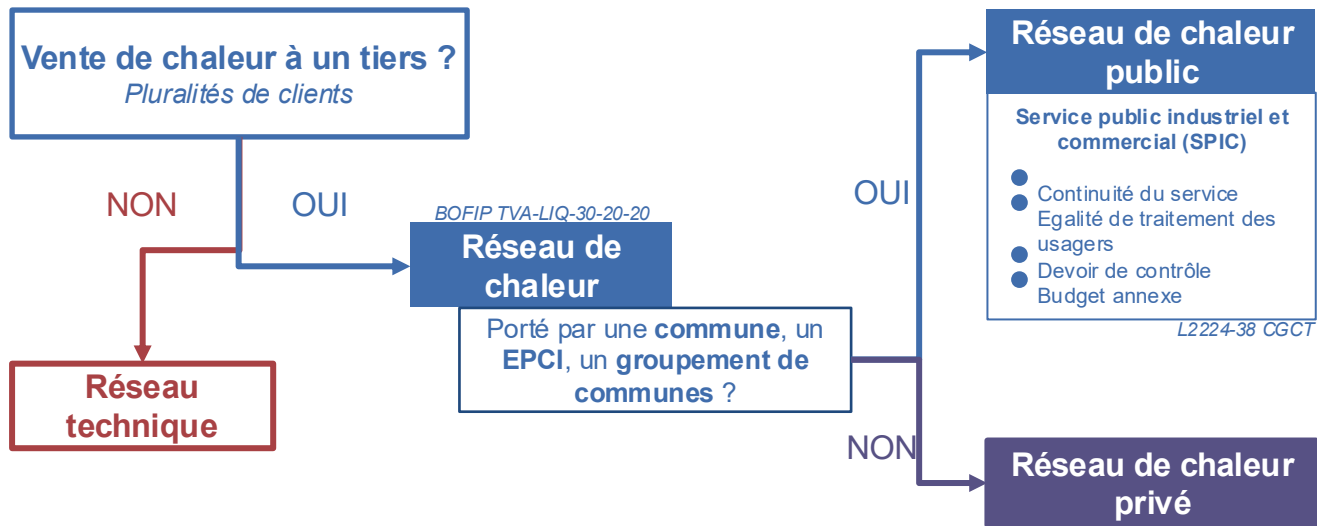 Vente de chaleur à un tiers ?
Pluralités de clients
NON
OUI
Réseau
technique
BOFIP TVA-LIQ-30-20-20
Réseau de
chaleur
Porté par une commune, un
EPCI, un groupement de
communes ?
OUI
NON
Réseau de chaleur
public
Service public industriel et
commercial (SPIC)
Continuité du service
Egalité de traitement des
usagers
Devoir de contrôle
Budget annexe
L2224-38 CGCT
Réseau de chaleur
privé